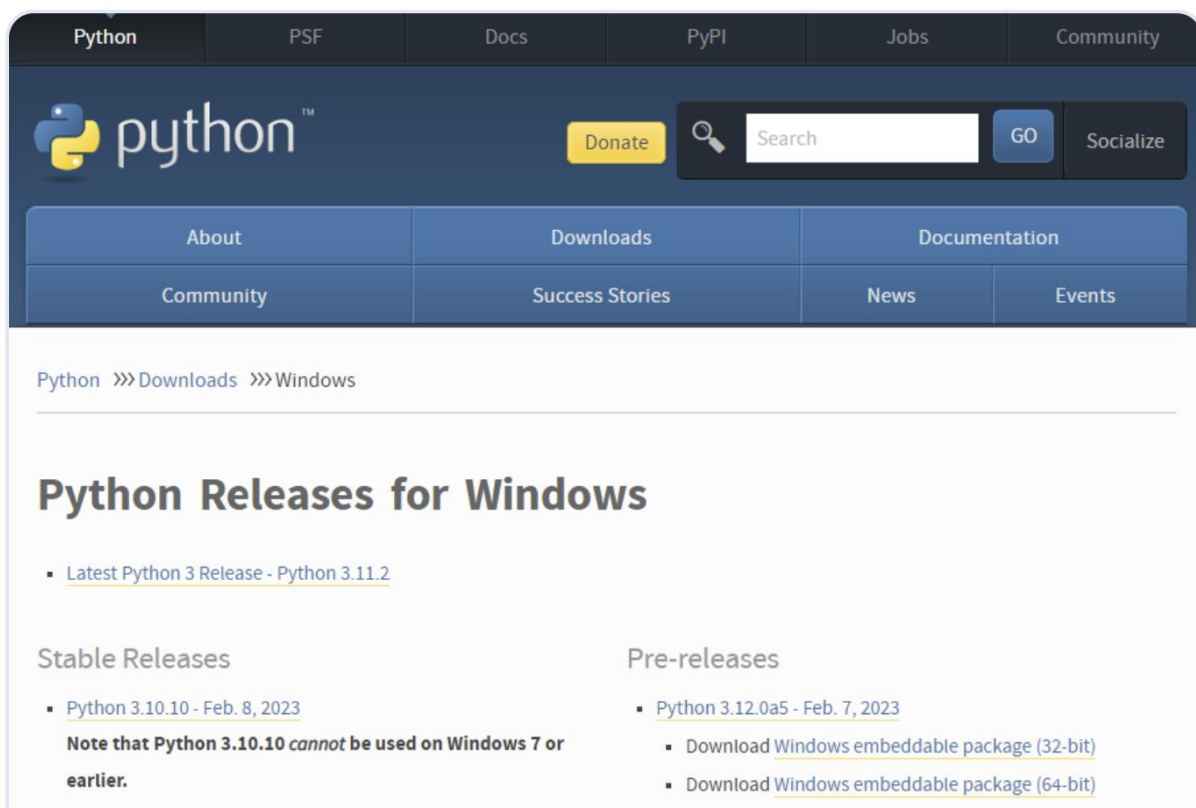 Python PSF Docs PyPI Jobs Community
python™ Donate Search GO Socialize
About Downloads Documentation
Community Success Stories News Events
Python >>> Downloads >>> Windows
Python Releases for Windows
Latest Python 3 Release - Python 3.11.2
Stable Releases
Python 3.10.10 - Feb. 8, 2023
Note that Python 3.10.10 cannot be used on Windows 7 or
earlier.
Pre-releases
Python 3.12.0a5 - Feb. 7, 2023
Download Windows embeddable package (32-bit)
Download Windows embeddable package (64-bit)